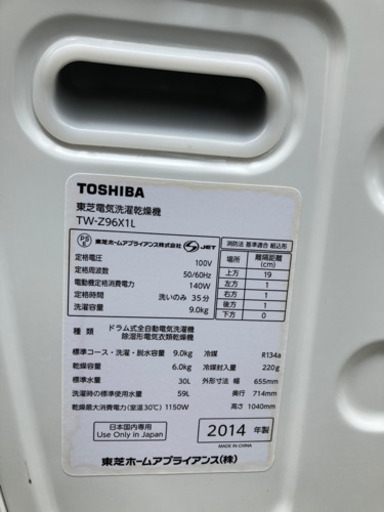 TOSHIBA
東芝電気洗濯乾燥機
TW-Z96X1L
PS E 東芝ホームアプライアンス株式会社 S JET
定格電圧 100V
定格周波数 50/60Hz
電動機定格消費電力 140W
定格時間 洗いのみ 35分
洗濯容量 9.0kg
消防法 基準適合 組込形
場所 離隔距離(cm)
上方 19
左方 1
右方 1
後方 1
下方 0
種類 ドラム式全自動電気洗濯機
除湿形電気衣類乾燥機
標準コース・洗濯・脱水容量 9.0kg 冷媒 R134a
乾燥容量 6.0kg 冷媒封入量 220g
標準水量 30L 外形寸法 幅 655mm
洗濯時の標準使用水量 59L 奥行 714mm
乾燥最大消費電力(室温30℃) 1150W 高さ 1040mm
日本国内専用
Use Only in Japan
2014 年製
MADE IN CHINA
東芝ホームアプライアンス(株)